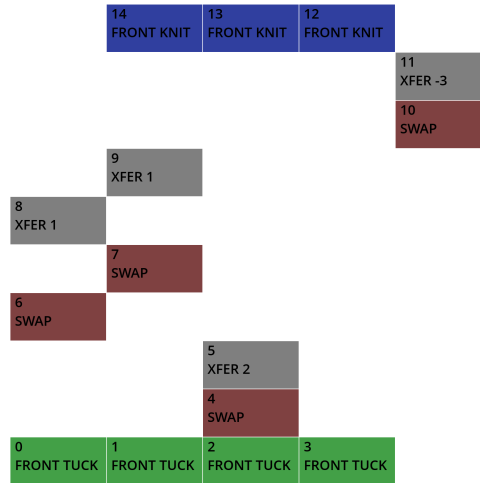 14 13 12
FRONT KNIT FRONT KNIT FRONT KNIT
11
XFER -3
10
SWAP
9
XFER 1
8
XFER 1
7
SWAP
6
SWAP
5
XFER 2
4
SWAP
0 1 2 3
FRONT TUCK FRONT TUCK FRONT TUCK FRONT TUCK